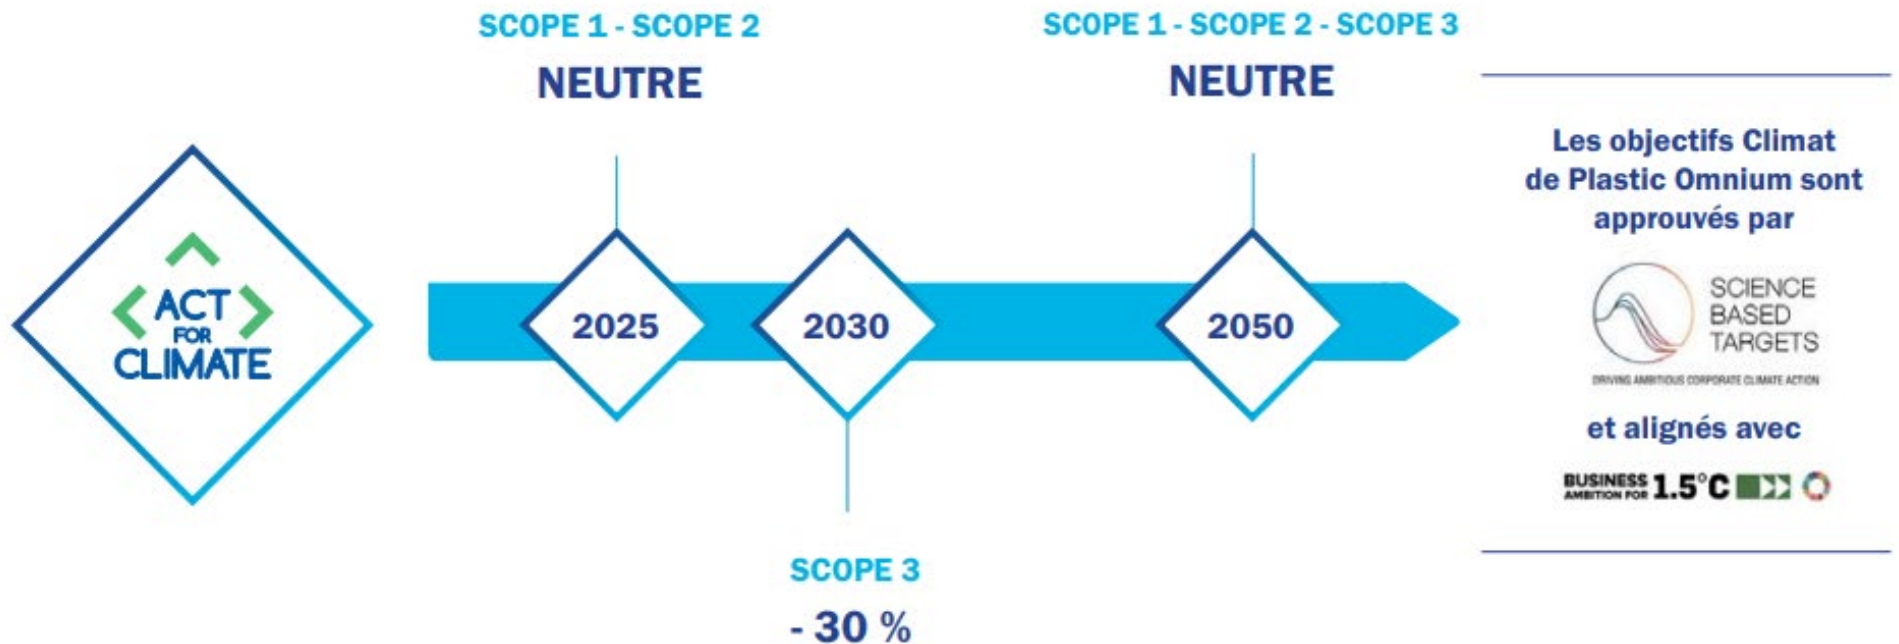 SCOPE 1 - SCOPE 2
NEUTRE
SCOPE 1 - SCOPE 2 - SCOPE 3
NEUTRE
ACT
FOR
CLIMATE
2025
2030
2050
SCOPE 3
- 30 %
Les objectifs Climat
de Plastic Omnium sont
approuvés par
SCIENCE
BASED
TARGETS
DRIVING AMBITIOUS CORPORATE CLIMATE ACTION
et alignés avec
BUSINESS
AMBITION FOR 1.5°C